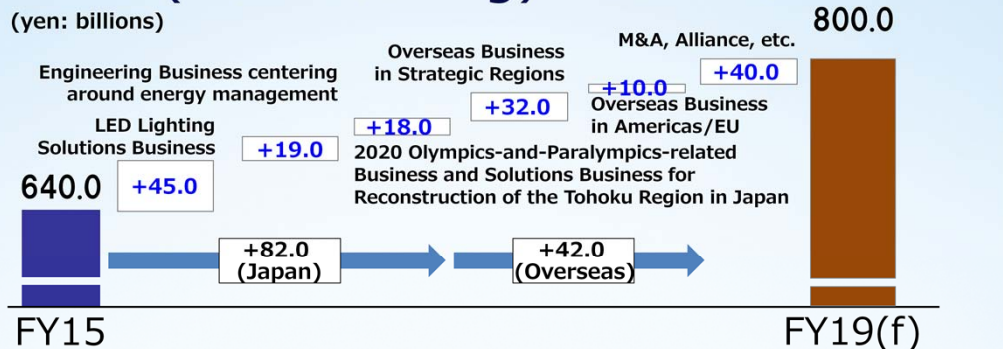 (yen: billions)
Engineering Business centering
around energy management
LED Lighting
Solutions Business
640.0
+45.0
+19.0
+18.0
2020 Olympics-and-Paralympics-related
Business and Solutions Business for
Reconstruction of the Tohoku Region in Japan
Overseas Business
in Strategic Regions
+32.0
+10.0
Overseas Business
in Americas/EU
M&A, Alliance, etc.
+40.0
800.0
+82.0
(Japan)
+42.0
(Overseas)
FY15
FY19(f)